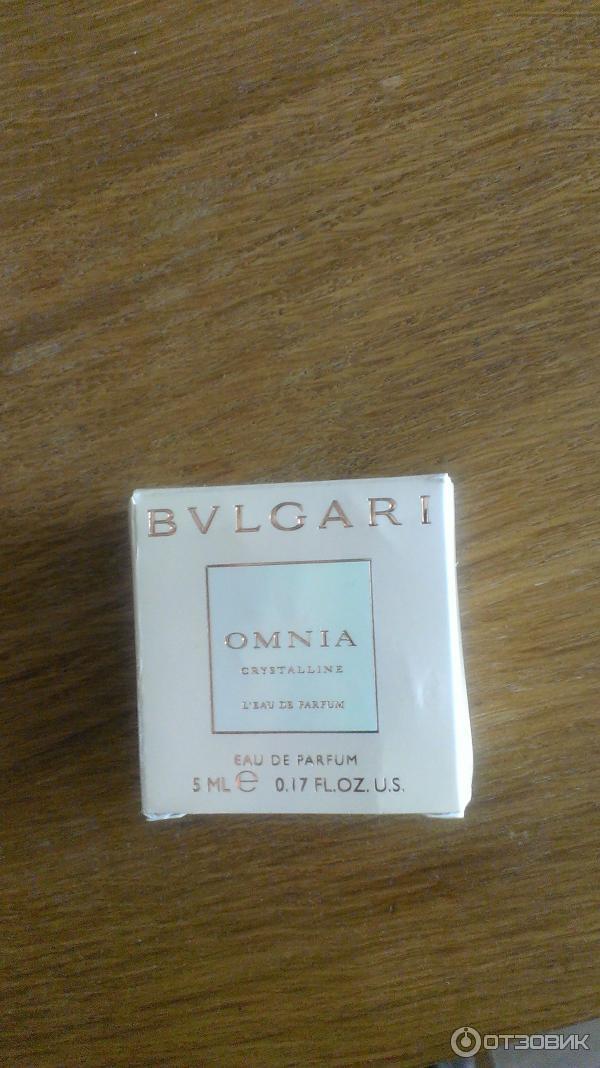 BVLGARI
OMNIA
CRYSTALLINE
L'EAU DE PARFUM
EAU DE PARFUM
5 ML ℮ 0.17 FL.OZ. U.S.
ОТЗОВИК